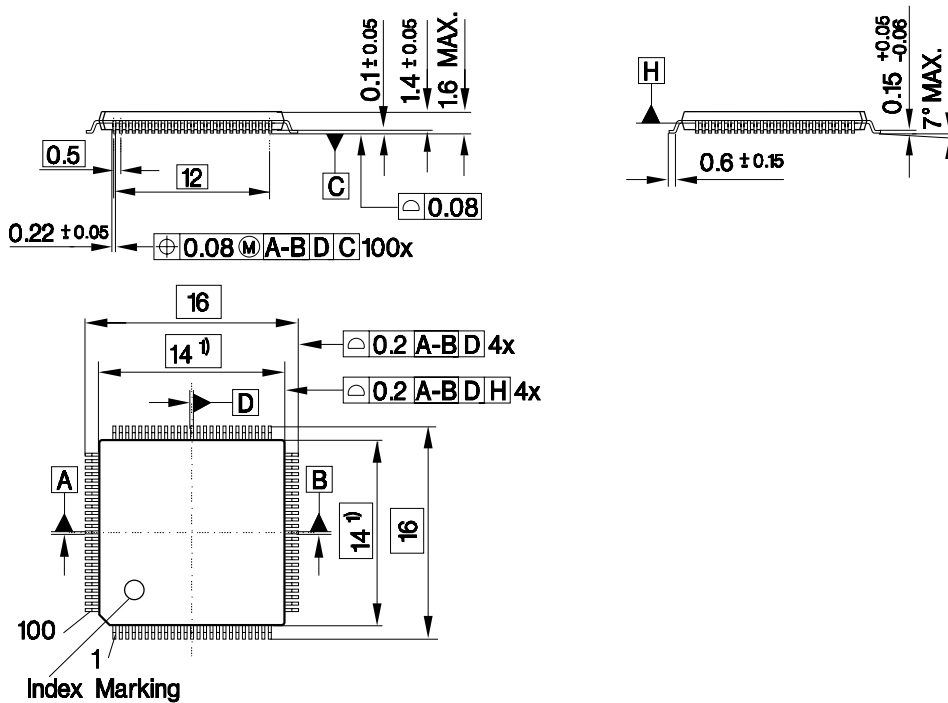 0.1 ± 0.05
1.4 ± 0.05
1.6 MAX.
0.5
12
C
⌓ 0.08
0.22 ± 0.05
⌖ 0.08 Ⓜ A-B D C 100x
H
0.15 +0.05 -0.06
7° MAX.
0.6 ± 0.15
16
14 1)
⌓ 0.2 A-B D 4x
⌓ 0.2 A-B D H 4x
D
A
B
14 1)
16
100
1
Index Marking